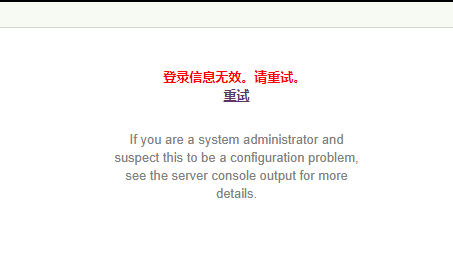 登录信息无效。请重试。
重试
If you are a system administrator and
suspect this to be a configuration problem,
see the server console output for more
details.